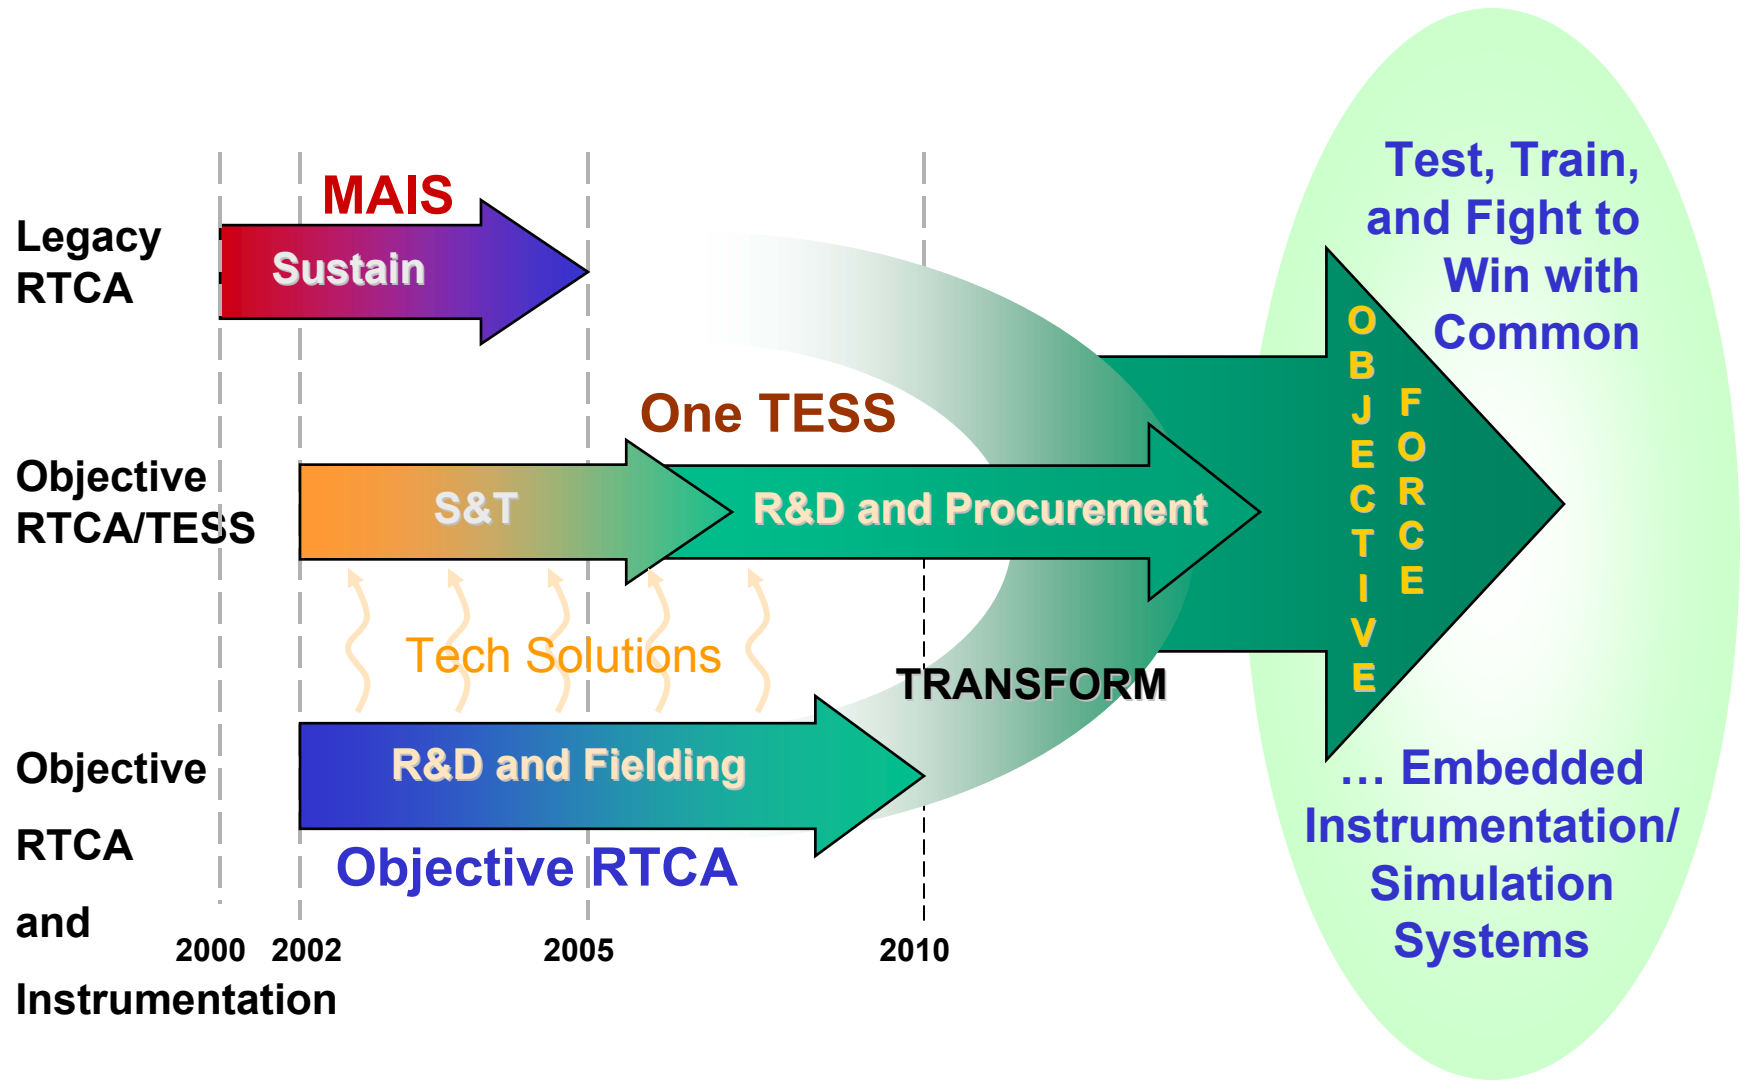 Legacy
RTCA
MAIS
Sustain
Objective
RTCA/TESS
One TESS
S&T
R&D and Procurement
Tech Solutions
TRANSFORM
Objective
RTCA
and
Instrumentation
R&D and Fielding
Objective RTCA
2000
2002
2005
2010
OBJECTIVE
FORCE
Test, Train,
and Fight to
Win with
Common
… Embedded
Instrumentation/
Simulation
Systems